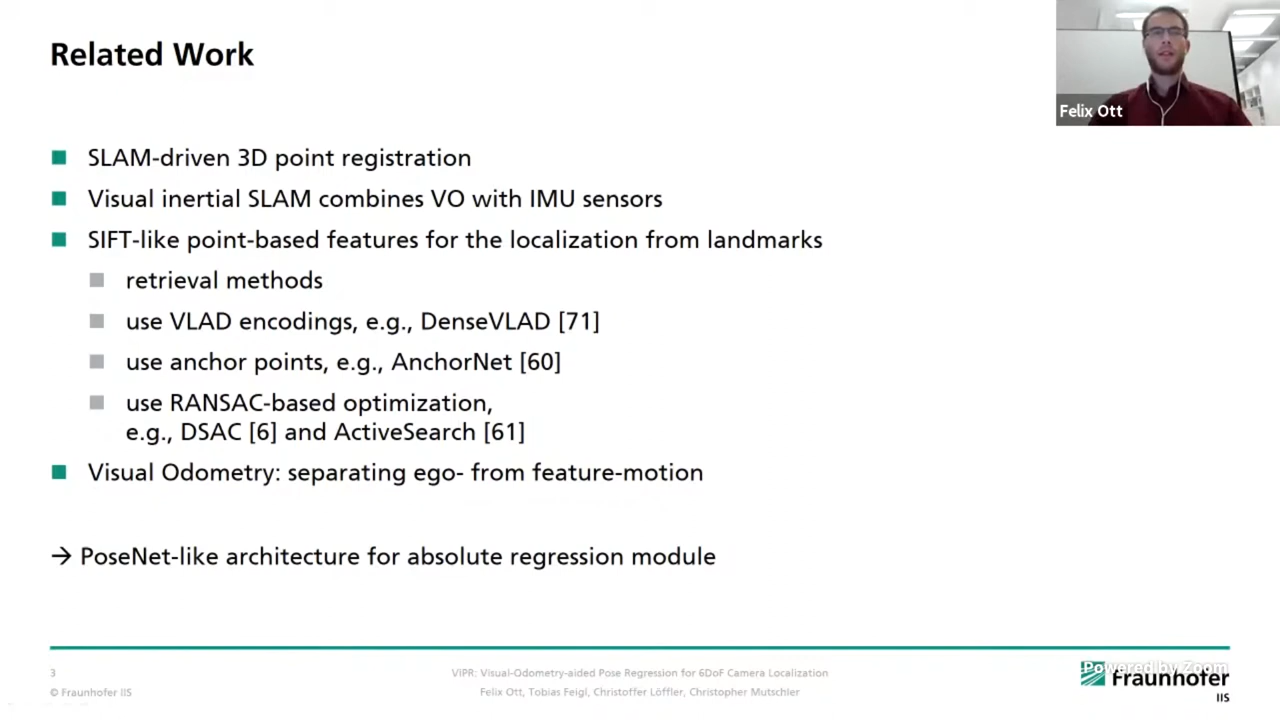 Related Work
Felix Ott
SLAM-driven 3D point registration
Visual inertial SLAM combines VO with IMU sensors
SIFT-like point-based features for the localization from landmarks
retrieval methods
use VLAD encodings, e.g., DenseVLAD [71]
use anchor points, e.g., AnchorNet [60]
use RANSAC-based optimization,
e.g., DSAC [6] and ActiveSearch [61]
Visual Odometry: separating ego- from feature-motion
→ PoseNet-like architecture for absolute regression module
3
VIPR: Visual-Odometry-aided Pose Regression for 6DoF Camera Localization
© Fraunhofer IIS
Felix Ott, Tobias Feigl, Christoffer Löffler, Christopher Mutschler
Powered by Zoom
Fraunhofer
IIS